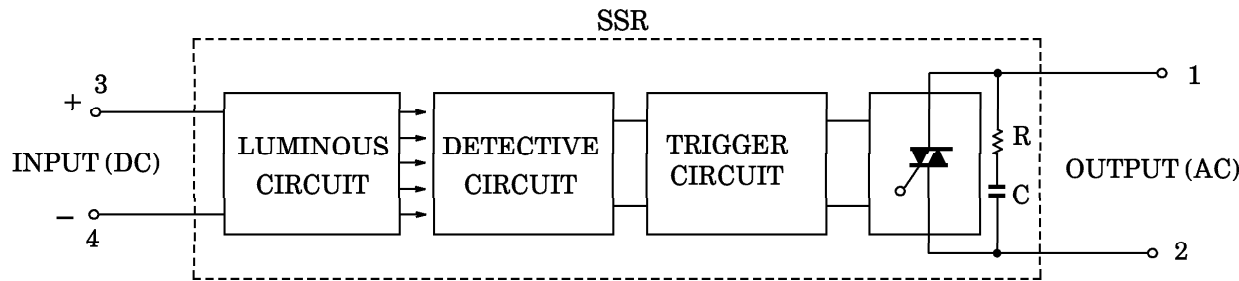 SSR
3
+
INPUT (DC)
−
4
LUMINOUS
CIRCUIT
DETECTIVE
CIRCUIT
TRIGGER
CIRCUIT
R
C
1
OUTPUT (AC)
2